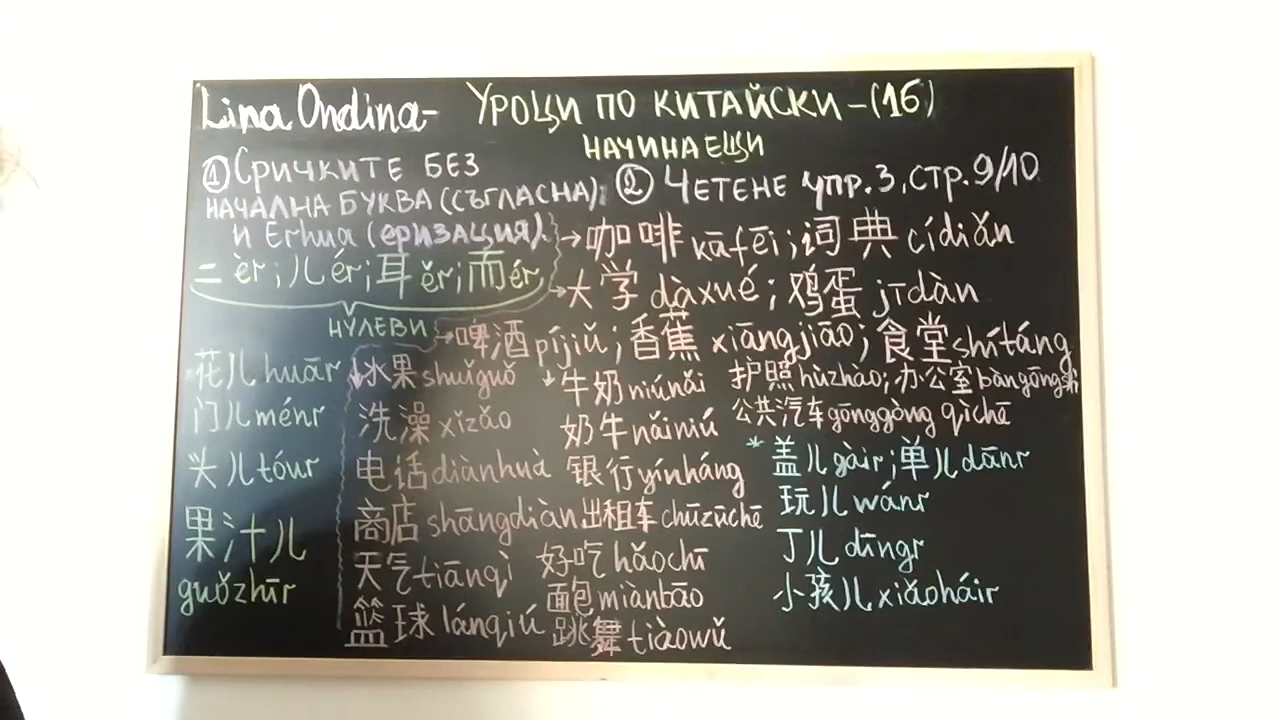 Lina Ondina- Уроци по китайски -(16)
начинаещи
① Сричките без
начална буква (съгласна);
и Erhua (еризация).
② Четене упр.3, стр.9/10
二 èr; 儿 ér; 耳 ěr; 而 ér
нулеви
花儿 huār
门儿 ménr
头儿 tóur
果汁儿
guǒzhīr
→咖啡 kāfēi; 词典 cídiǎn
→大学 dàxué; 鸡蛋 jīdàn
→啤酒 píjiǔ; 香蕉 xiāngjiāo; 食堂 shítáng
水果 shuǐguǒ
洗澡 xǐzǎo
电话 diànhuà
商店 shāngdiàn
天气 tiānqì
篮球 lánqiú
牛奶 niúnǎi
奶牛 nǎiniú
银行 yínháng
出租车 chūzūchē
好吃 hǎochī
面包 miànbāo
跳舞 tiàowǔ
护照 hùzhào; 办公室 bàngōngshì
公共汽车 gōnggòng qìchē
* 盖儿 gàir; 单儿 dānr
玩儿 wánr
丁儿 dīngr
小孩儿 xiǎoháir